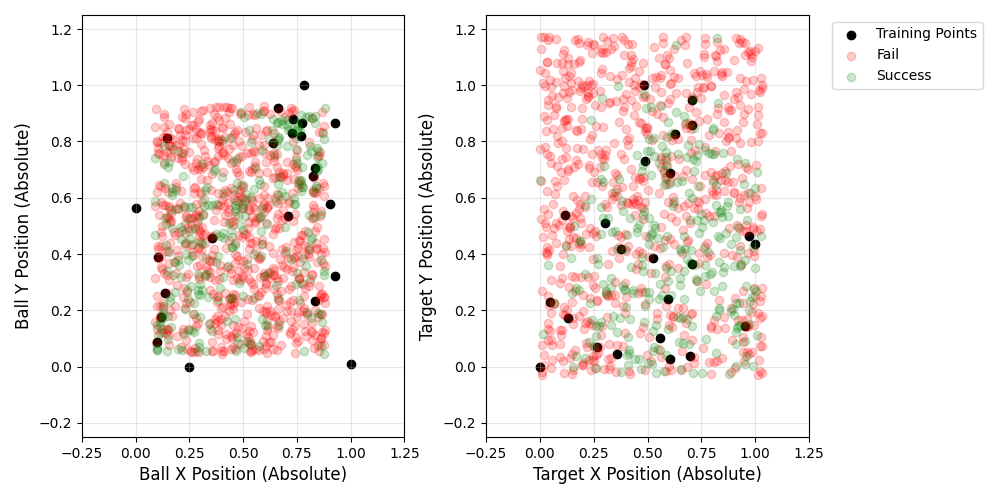 1.2
1.0
0.8
0.6
0.4
0.2
0.0
−0.2
−0.25 0.00 0.25 0.50 0.75 1.00 1.25
Ball X Position (Absolute)
Ball Y Position (Absolute)
1.2
1.0
0.8
0.6
0.4
0.2
0.0
−0.2
−0.25 0.00 0.25 0.50 0.75 1.00 1.25
Target X Position (Absolute)
Target Y Position (Absolute)
Training Points
Fail
Success